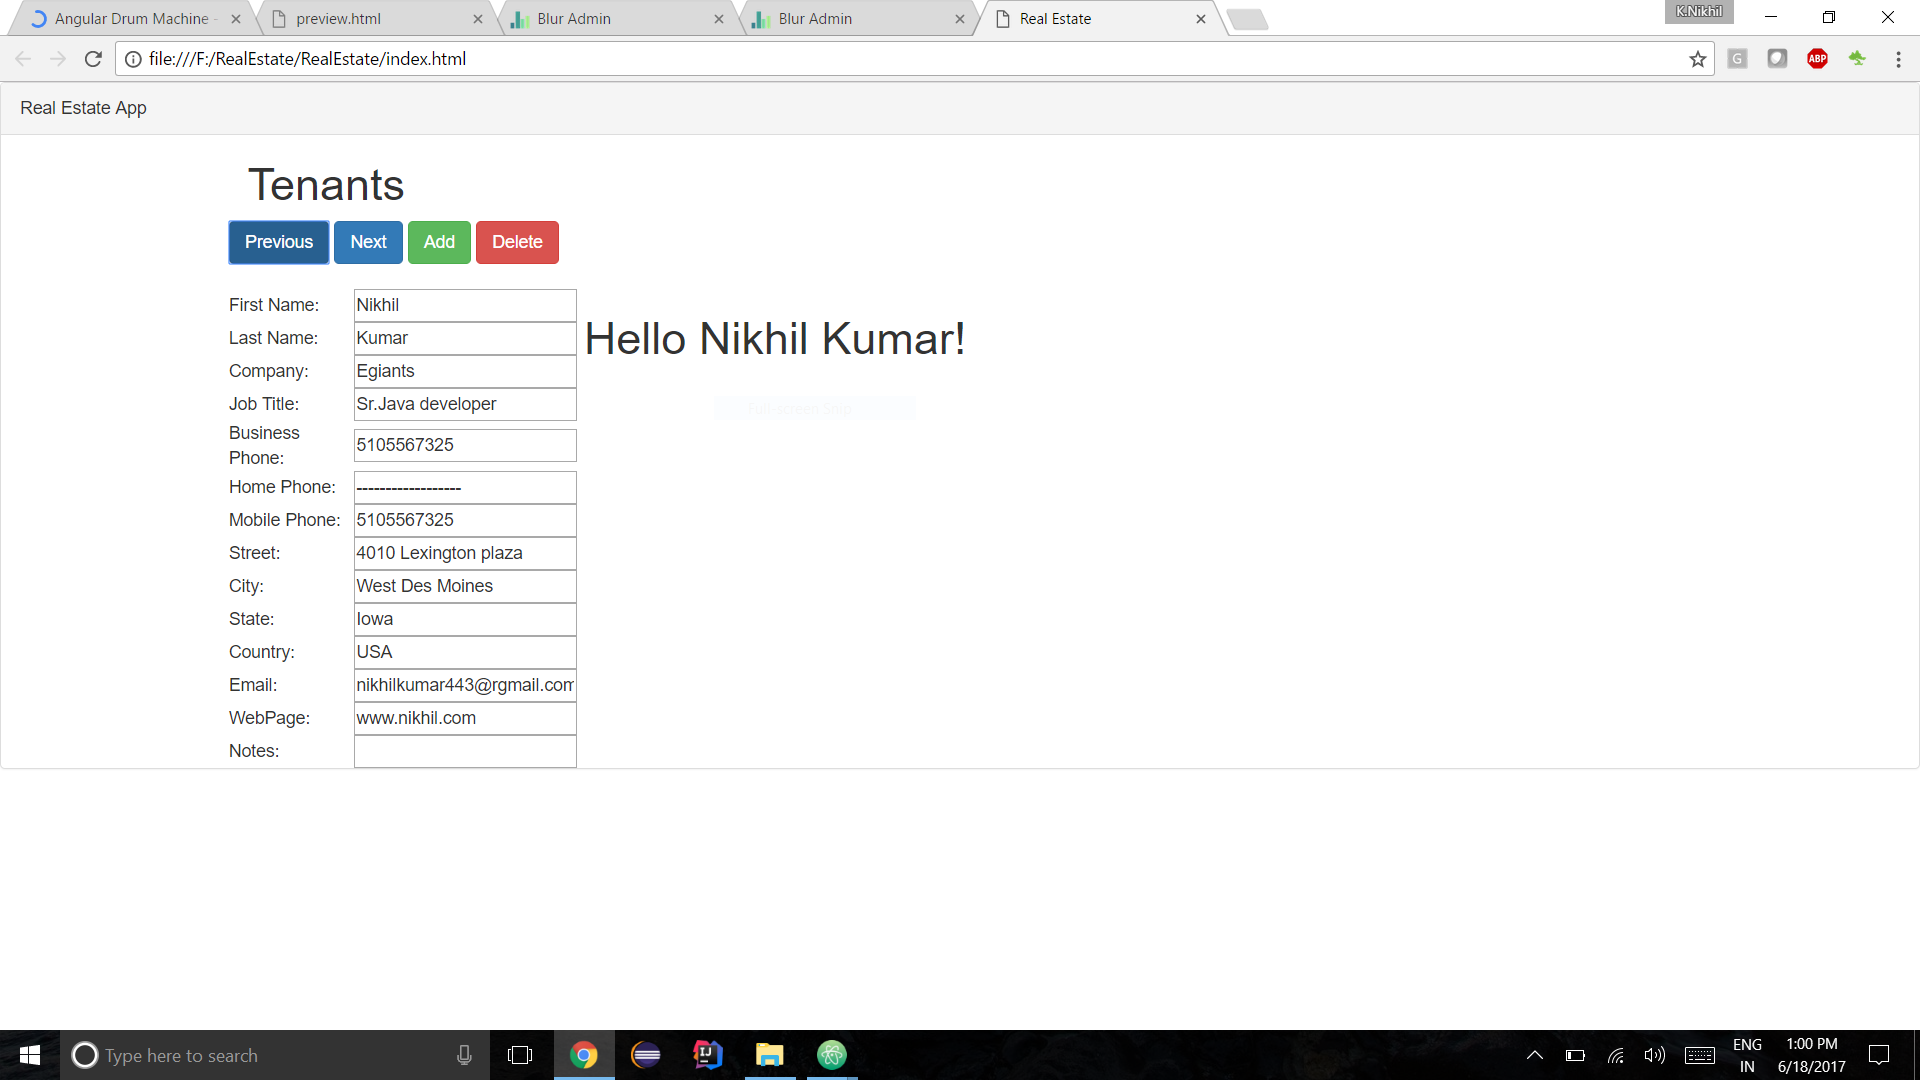 Angular Drum Machine -
preview.html
Blur Admin
Blur Admin
Real Estate
K.Nikhil
file:///F:/RealEstate/RealEstate/index.html
G
ABP
Real Estate App
Tenants
Previous Next Add Delete
First Name: Nikhil
Last Name: Kumar
Hello Nikhil Kumar!
Company: Egiants
Job Title: Sr.Java developer
Full-screen Snip
Business
Phone: 5105567325
Home Phone: ------------------
Mobile Phone: 5105567325
Street: 4010 Lexington plaza
City: West Des Moines
State: Iowa
Country: USA
Email: nikhilkumar443@rgmail.com
WebPage: www.nikhil.com
Notes:
Type here to search
IJ
ENG
IN
1:00 PM
6/18/2017